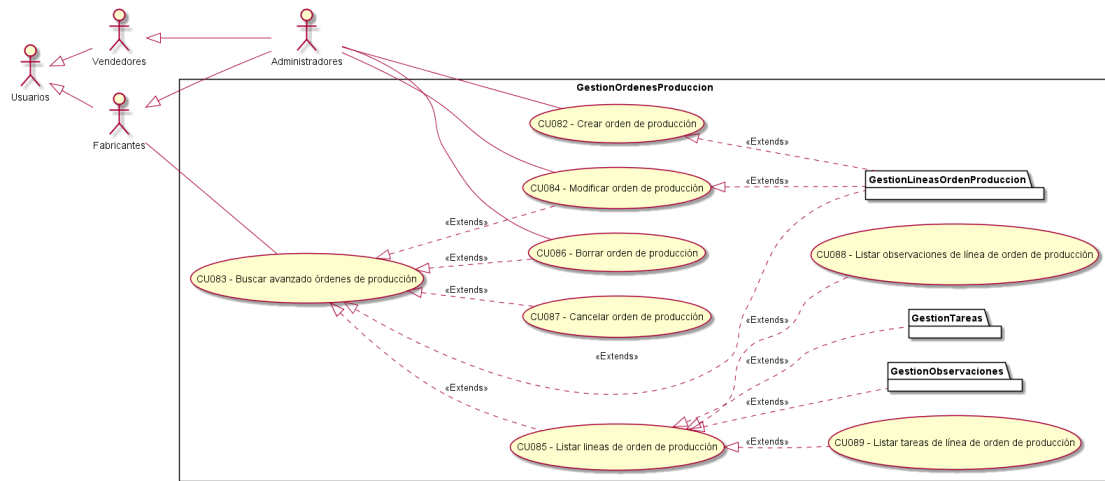 Usuarios
Vendedores
Fabricantes
Administradores
GestionOrdenesProduccion
CU082 - Crear orden de producción
«Extends»
GestionLineasOrdenProduccion
CU084 - Modificar orden de producción
«Extends»
«Extends»
CU088 - Listar observaciones de línea de orden de producción
CU086 - Borrar orden de producción
«Extends»
CU083 - Buscar avanzado órdenes de producción
«Extends»
CU087 - Cancelar orden de producción
«Extends»
GestionTareas
«Extends»
«Extends»
GestionObservaciones
«Extends»
«Extends»
CU085 - Listar lineas de orden de producción
«Extends»
CU089 - Listar tareas de línea de orden de producción